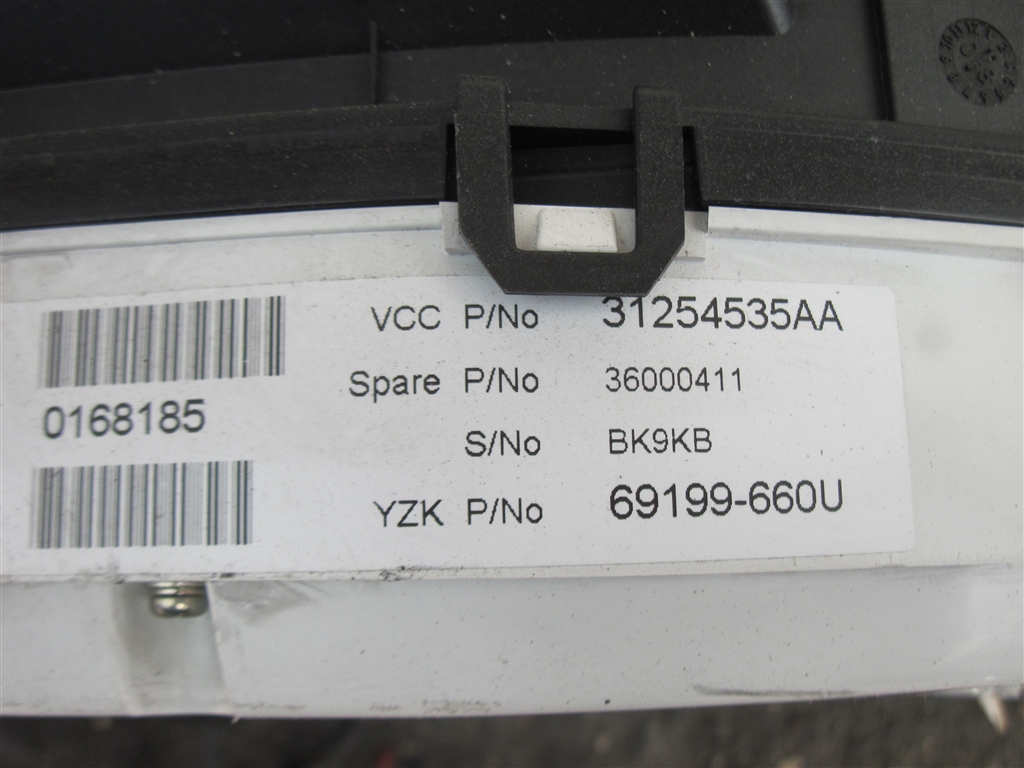 VCC P/No 31254535AA
Spare P/No 36000411
0168185
S/No BK9KB
YZK P/No 69199-660U